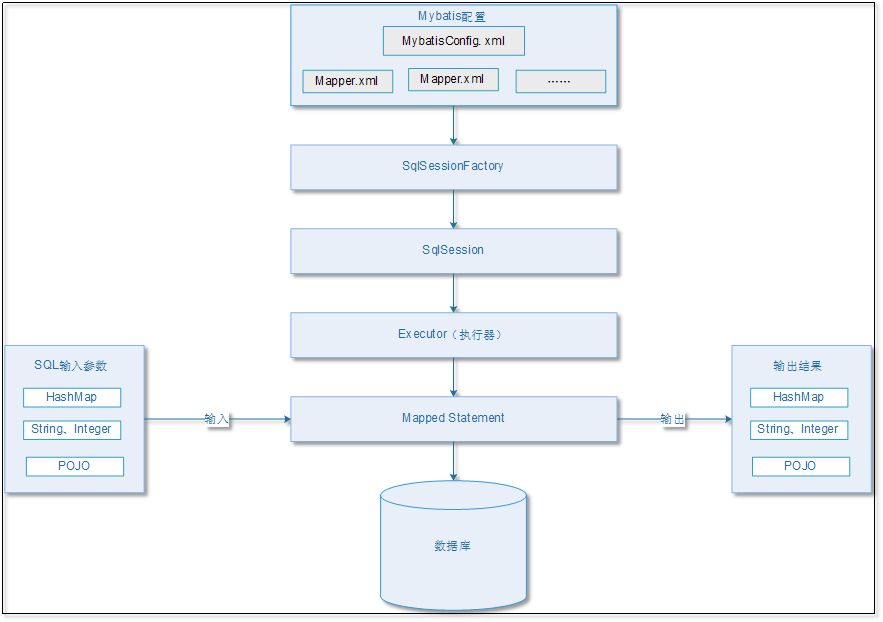 Mybatis配置
MybatisConfig. xml
Mapper.xml
Mapper.xml
……
SqlSessionFactory
SqlSession
Executor（执行器）
SQL输入参数
HashMap
String、Integer
POJO
输入
Mapped Statement
输出
输出结果
HashMap
String、Integer
POJO
数据库